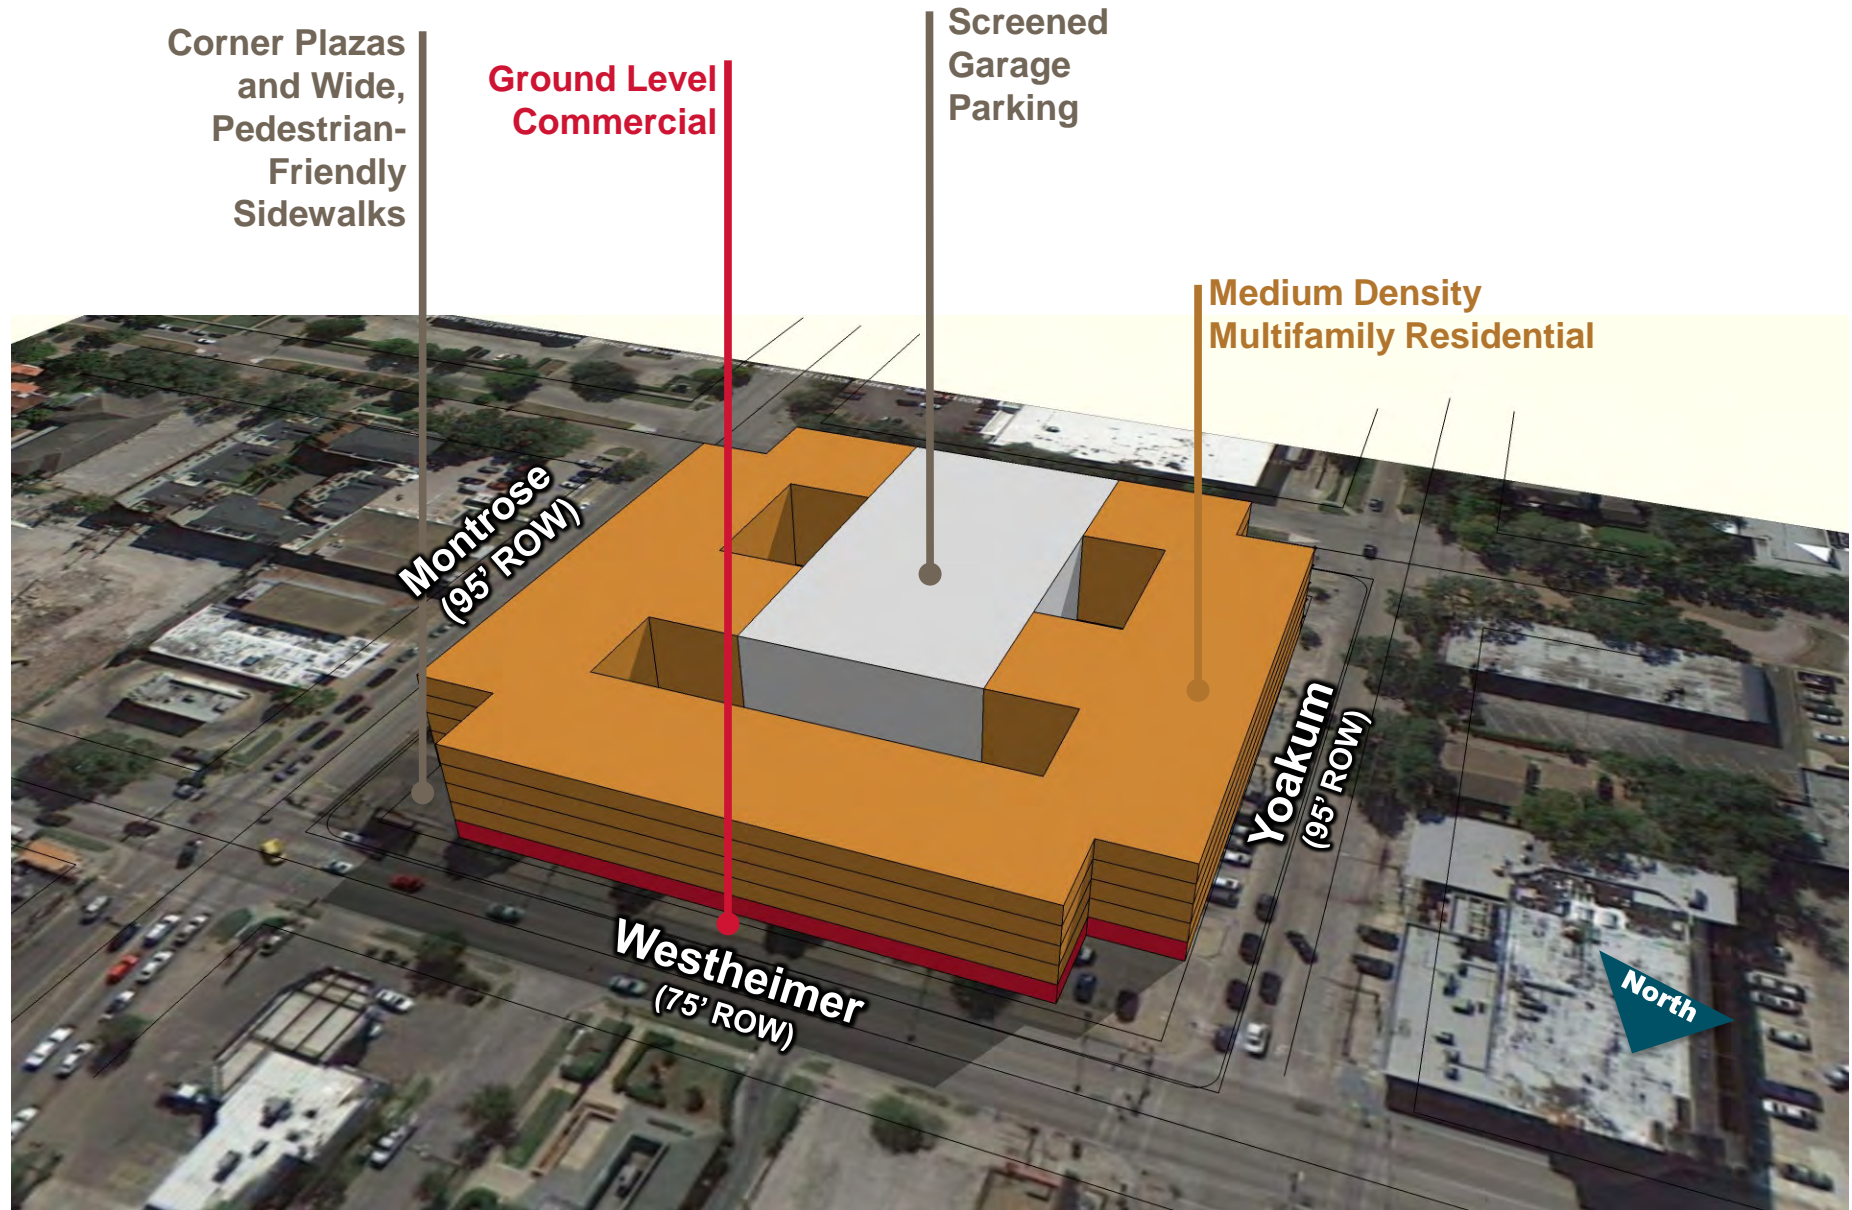 Corner Plazas
and Wide,
Pedestrian-
Friendly
Sidewalks
Ground Level
Commercial
Screened
Garage
Parking
Medium Density
Multifamily Residential
Montrose
(95’ ROW)
Yoakum
(95’ ROW)
Westheimer
(75’ ROW)
North